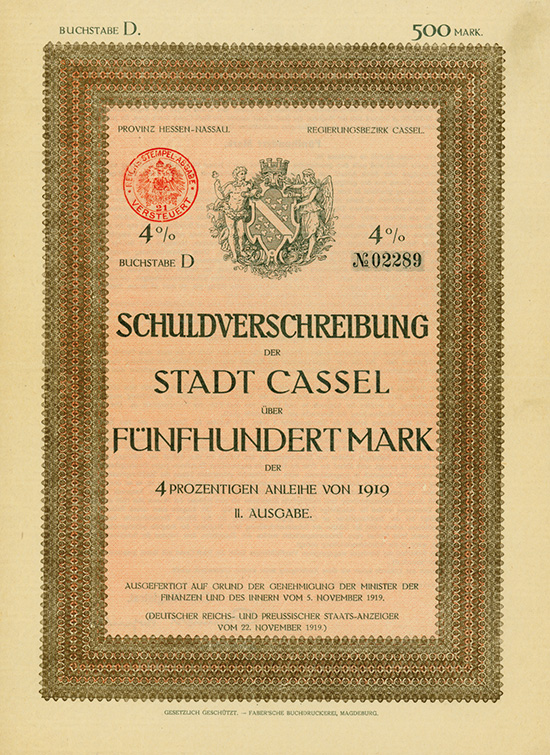 BUCHSTABE D. 500 MARK.
PROVINZ HESSEN-NASSAU. REGIERUNGSBEZIRK CASSEL.
REICHSSTEMPELABGABE
21
VERSTEUERT
4% 4%
BUCHSTABE D № 02289
SCHULDVERSCHREIBUNG
DER
STADT CASSEL
ÜBER
FÜNFHUNDERT MARK
DER
4 PROZENTIGEN ANLEIHE VON 1919
II. AUSGABE.
AUSGEFERTIGT AUF GRUND DER GENEHMIGUNG DER MINISTER DER
FINANZEN UND DES INNERN VOM 5. NOVEMBER 1919.
(DEUTSCHER REICHS- UND PREUSSISCHER STAATS-ANZEIGER
VOM 22. NOVEMBER 1919.)
GESETZLICH GESCHÜTZT. – FABER'SCHE BUCHDRUCKEREI, MAGDEBURG.